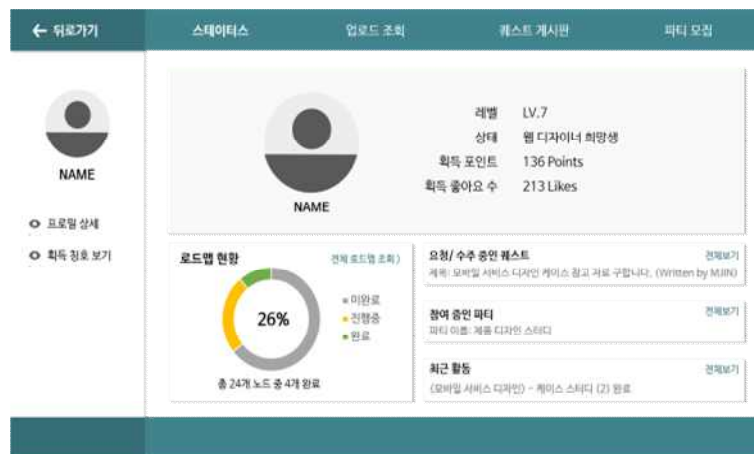 ← 뒤로가기
스테이터스
업로드 조회
퀘스트 게시판
파티 모집
NAME
프로필 상세
획득 칭호 보기
NAME
레벨 LV.7
상태 웹 디자이너 희망생
획득 포인트 136 Points
획득 좋아요 수 213 Likes
로드맵 현황
전체 로드맵 조회 〉
26%
미완료
진행중
완료
총 24개 노드 중 4개 완료
요청/ 수주 중인 퀘스트
전체보기
제목: 모바일 서비스 디자인 케이스 참고 자료 구합니다. (Written by MJIN)
참여 중인 파티
전체보기
파티 이름: 제품 디자인 스터디
최근 활동
전체보기
〈모바일 서비스 디자인〉 - 케이스 스터디 (2) 완료